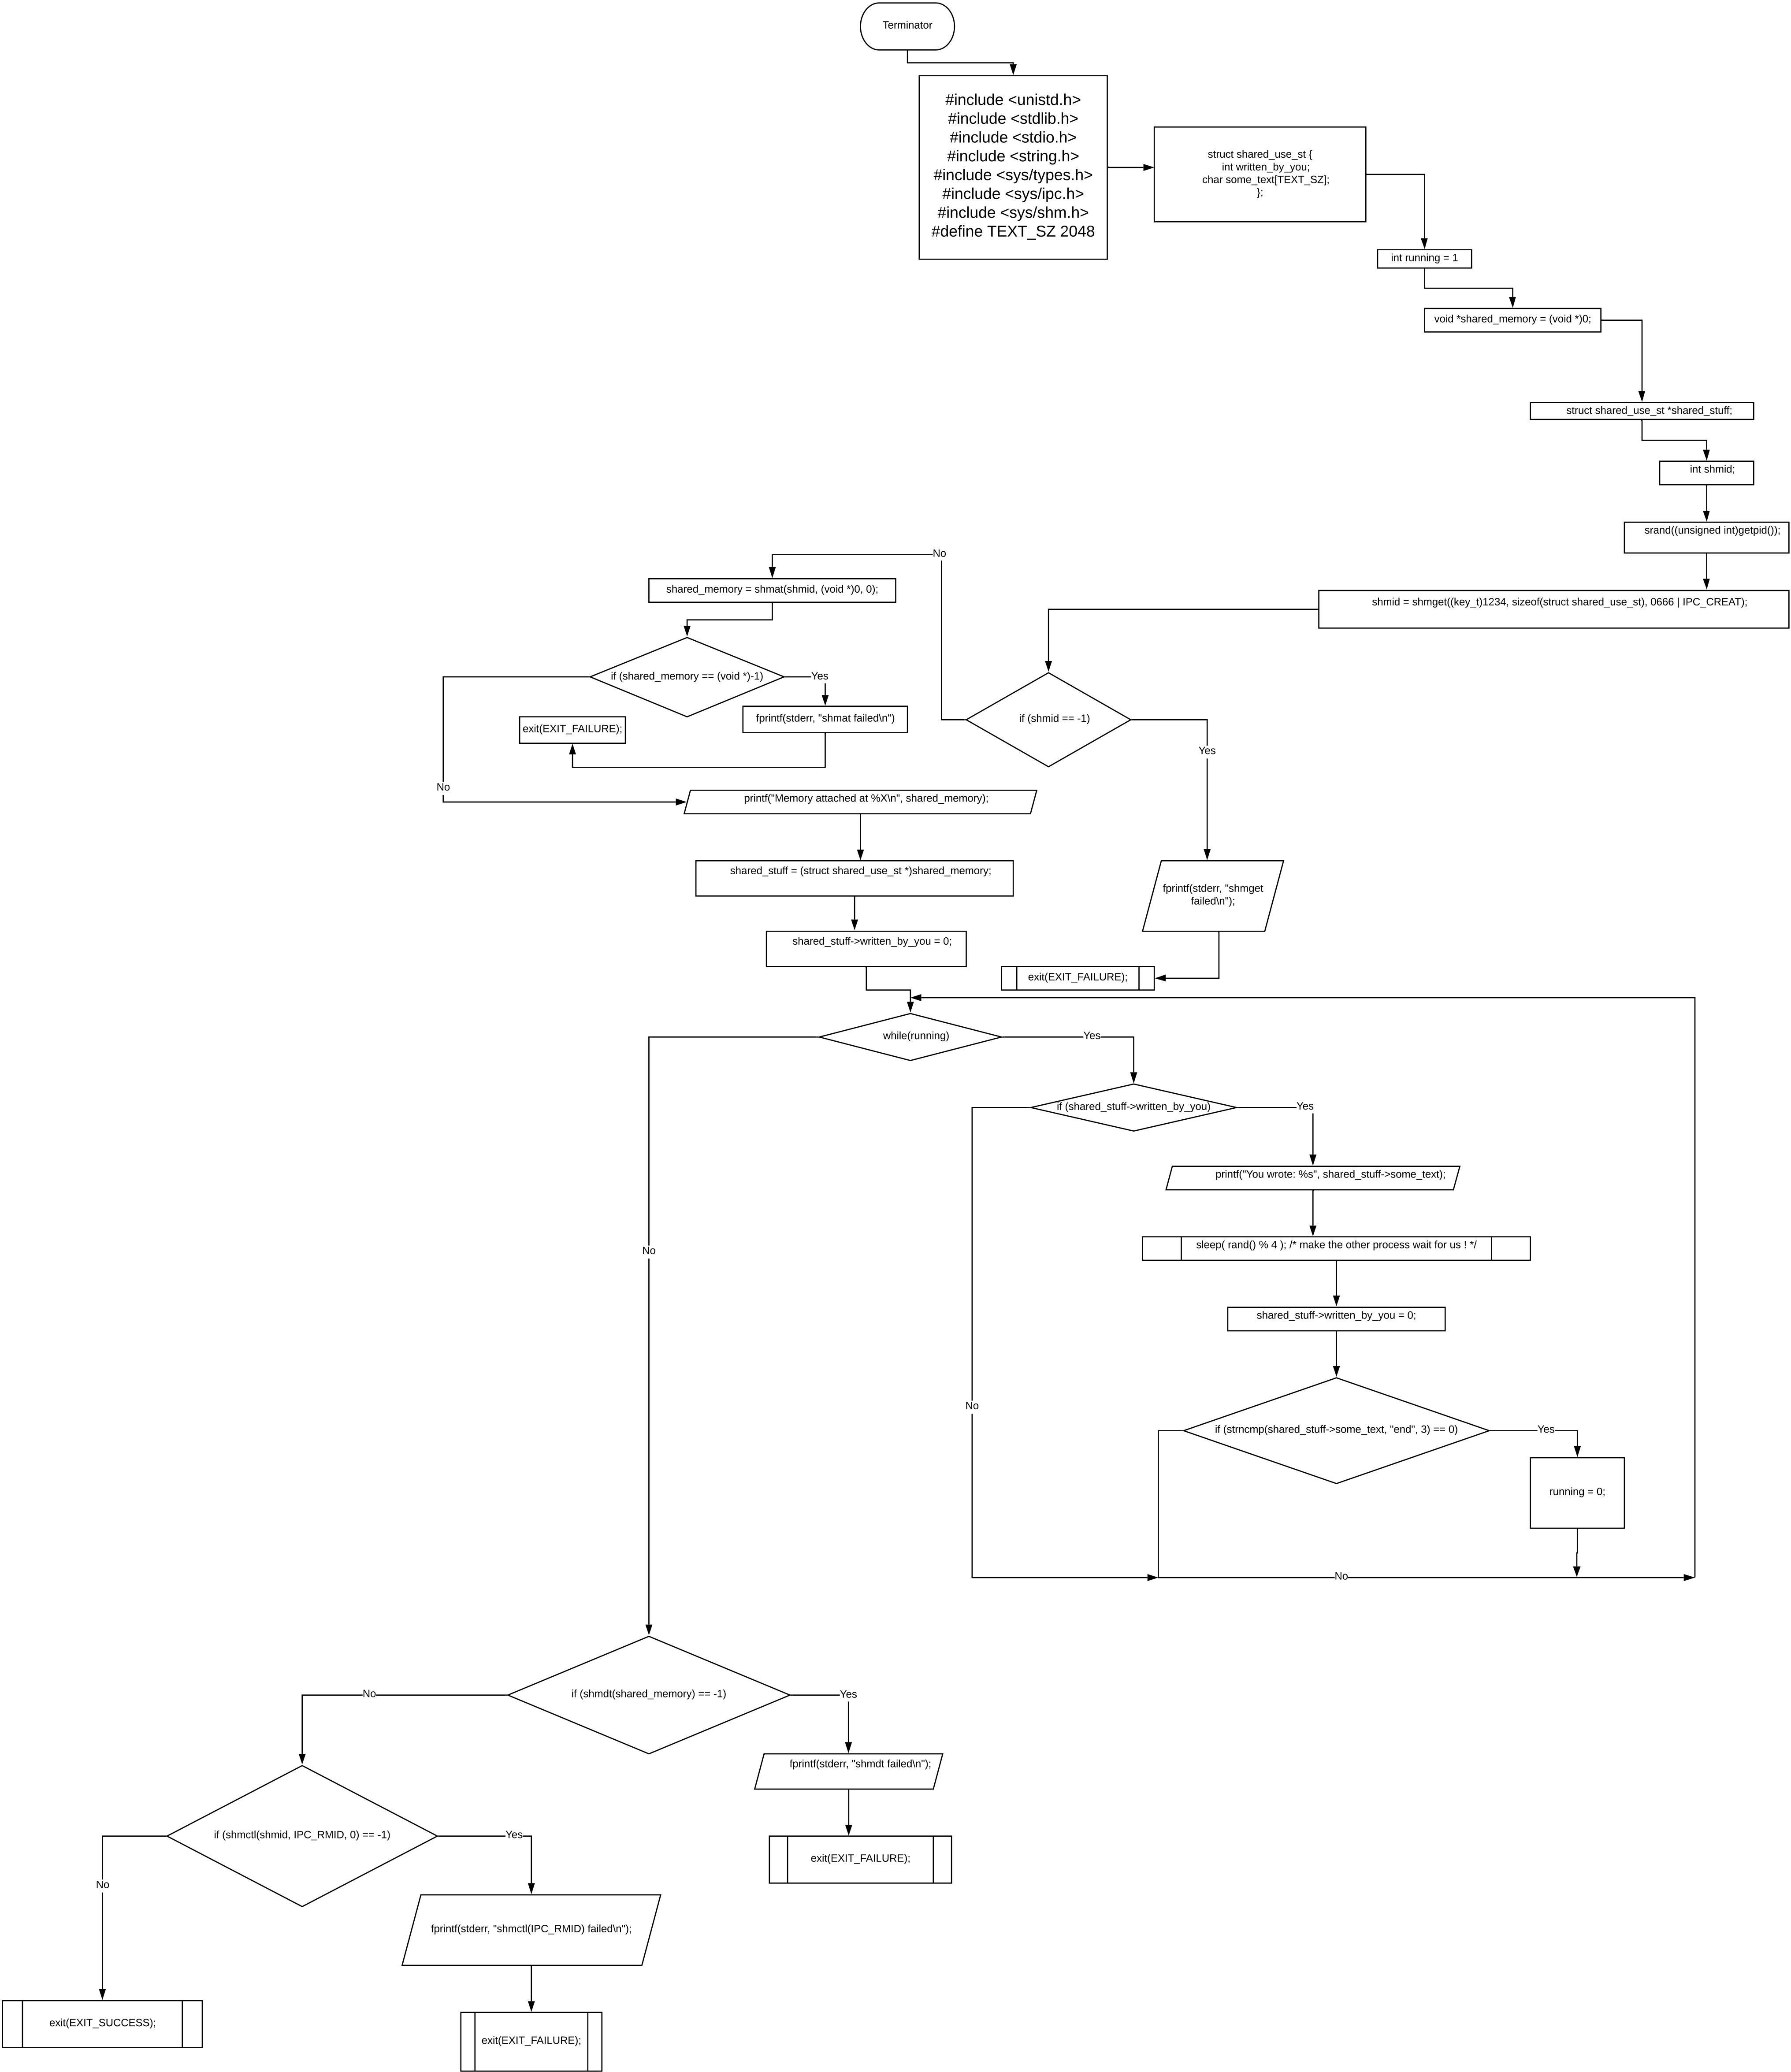 Terminator
#include <unistd.h>
#include <stdlib.h>
#include <stdio.h>
#include <string.h>
#include <sys/types.h>
#include <sys/ipc.h>
#include <sys/shm.h>
#define TEXT_SZ 2048
struct shared_use_st {
int written_by_you;
char some_text[TEXT_SZ];
};
int running = 1
void *shared_memory = (void *)0;
struct shared_use_st *shared_stuff;
int shmid;
srand((unsigned int)getpid());
shmid = shmget((key_t)1234, sizeof(struct shared_use_st), 0666 | IPC_CREAT);
if (shmid == -1)
No
Yes
fprintf(stderr, "shmget
failed\n");
exit(EXIT_FAILURE);
shared_memory = shmat(shmid, (void *)0, 0);
if (shared_memory == (void *)-1)
Yes
fprintf(stderr, "shmat failed\n")
exit(EXIT_FAILURE);
No
printf("Memory attached at %X\n", shared_memory);
shared_stuff = (struct shared_use_st *)shared_memory;
shared_stuff->written_by_you = 0;
while(running)
Yes
if (shared_stuff->written_by_you)
Yes
printf("You wrote: %s", shared_stuff->some_text);
sleep( rand() % 4 ); /* make the other process wait for us ! */
shared_stuff->written_by_you = 0;
No
if (strncmp(shared_stuff->some_text, "end", 3) == 0)
Yes
running = 0;
No
No
if (shmdt(shared_memory) == -1)
Yes
fprintf(stderr, "shmdt failed\n");
exit(EXIT_FAILURE);
No
if (shmctl(shmid, IPC_RMID, 0) == -1)
Yes
fprintf(stderr, "shmctl(IPC_RMID) failed\n");
exit(EXIT_FAILURE);
No
exit(EXIT_SUCCESS);